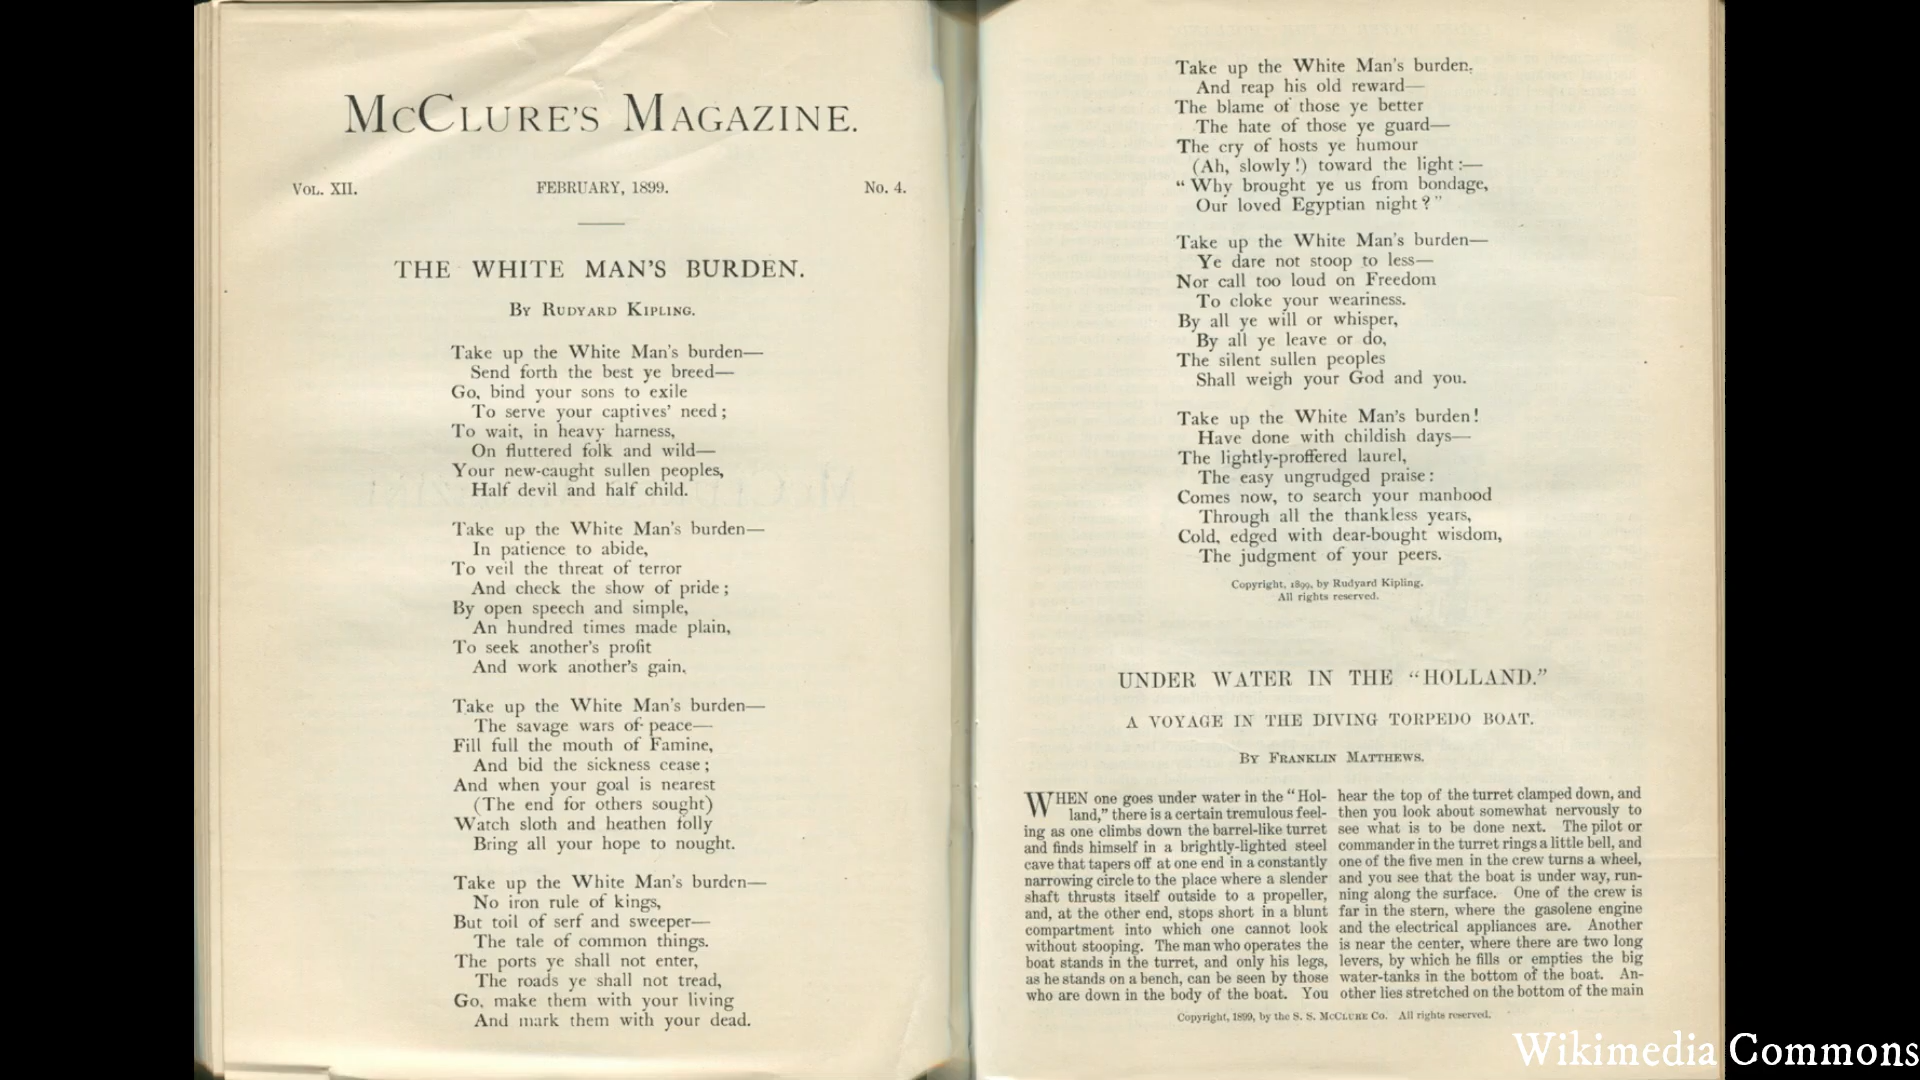 McClure's Magazine.
Vol. XII. FEBRUARY, 1899. No. 4.
THE WHITE MAN'S BURDEN.
By Rudyard Kipling.
Take up the White Man's burden—
Send forth the best ye breed—
Go, bind your sons to exile
To serve your captives' need;
To wait, in heavy harness,
On fluttered folk and wild—
Your new-caught sullen peoples,
Half devil and half child.
Take up the White Man's burden—
In patience to abide,
To veil the threat of terror
And check the show of pride;
By open speech and simple,
An hundred times made plain,
To seek another's profit
And work another's gain.
Take up the White Man's burden—
The savage wars of peace—
Fill full the mouth of Famine,
And bid the sickness cease;
And when your goal is nearest
(The end for others sought)
Watch sloth and heathen folly
Bring all your hope to nought.
Take up the White Man's burden—
No iron rule of kings,
But toil of serf and sweeper—
The tale of common things.
The ports ye shall not enter,
The roads ye shall not tread,
Go, make them with your living
And mark them with your dead.
Take up the White Man's burden,
And reap his old reward—
The blame of those ye better
The hate of those ye guard—
The cry of hosts ye humour
(Ah, slowly!) toward the light:—
"Why brought ye us from bondage,
Our loved Egyptian night?"
Take up the White Man's burden—
Ye dare not stoop to less—
Nor call too loud on Freedom
To cloke your weariness.
By all ye will or whisper,
By all ye leave or do,
The silent sullen peoples
Shall weigh your God and you.
Take up the White Man's burden!
Have done with childish days—
The lightly-proffered laurel,
The easy ungrudged praise:
Comes now, to search your manhood
Through all the thankless years,
Cold, edged with dear-bought wisdom,
The judgment of your peers.
Copyright, 1899, by Rudyard Kipling.
All rights reserved.
UNDER WATER IN THE "HOLLAND."
A VOYAGE IN THE DIVING TORPEDO BOAT.
By Franklin Matthews.
WHEN one goes under water in the "Hol-
land," there is a certain tremulous feel-
ing as one climbs down the barrel-like turret
and finds himself in a brightly-lighted steel
cave that tapers off at one end in a constantly
narrowing circle to the place where a slender
shaft thrusts itself outside to a propeller,
and, at the other end, stops short in a blunt
compartment into which one cannot look
without stooping. The man who operates the
boat stands in the turret, and only his legs,
as he stands on a bench, can be seen by those
who are down in the body of the boat. You
hear the top of the turret clamped down, and
then you look about somewhat nervously to
see what is to be done next. The pilot or
commander in the turret rings a little bell, and
one of the five men in the crew turns a wheel,
and you see that the boat is under way, run-
ning along the surface. One of the crew is
far in the stern, where the gasolene engine
and the electrical appliances are. Another
is near the center, where there are two long
levers, by which he fills or empties the big
water-tanks in the bottom of the boat. An-
other lies stretched on the bottom of the main
Copyright, 1899, by the S. S. McClure Co. All rights reserved.
Wikimedia Commons